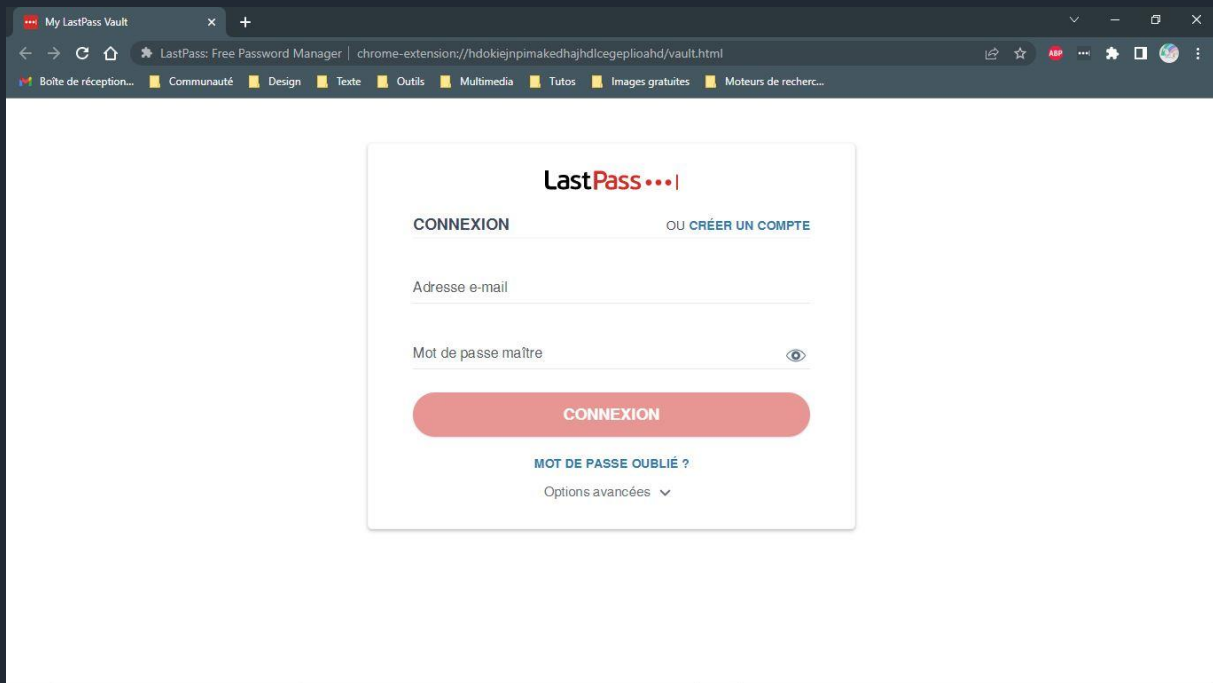 My LastPass Vault
LastPass: Free Password Manager | chrome-extension://hdokiejnpimakedhajhdlcegeplioahd/vault.html
ABP
Boîte de réception... Communauté Design Texte Outils Multimedia Tutos Images gratuites Moteurs de recherc...
LastPass
CONNEXION OU CRÉER UN COMPTE
Adresse e-mail
Mot de passe maître
CONNEXION
MOT DE PASSE OUBLIÉ ?
Options avancées